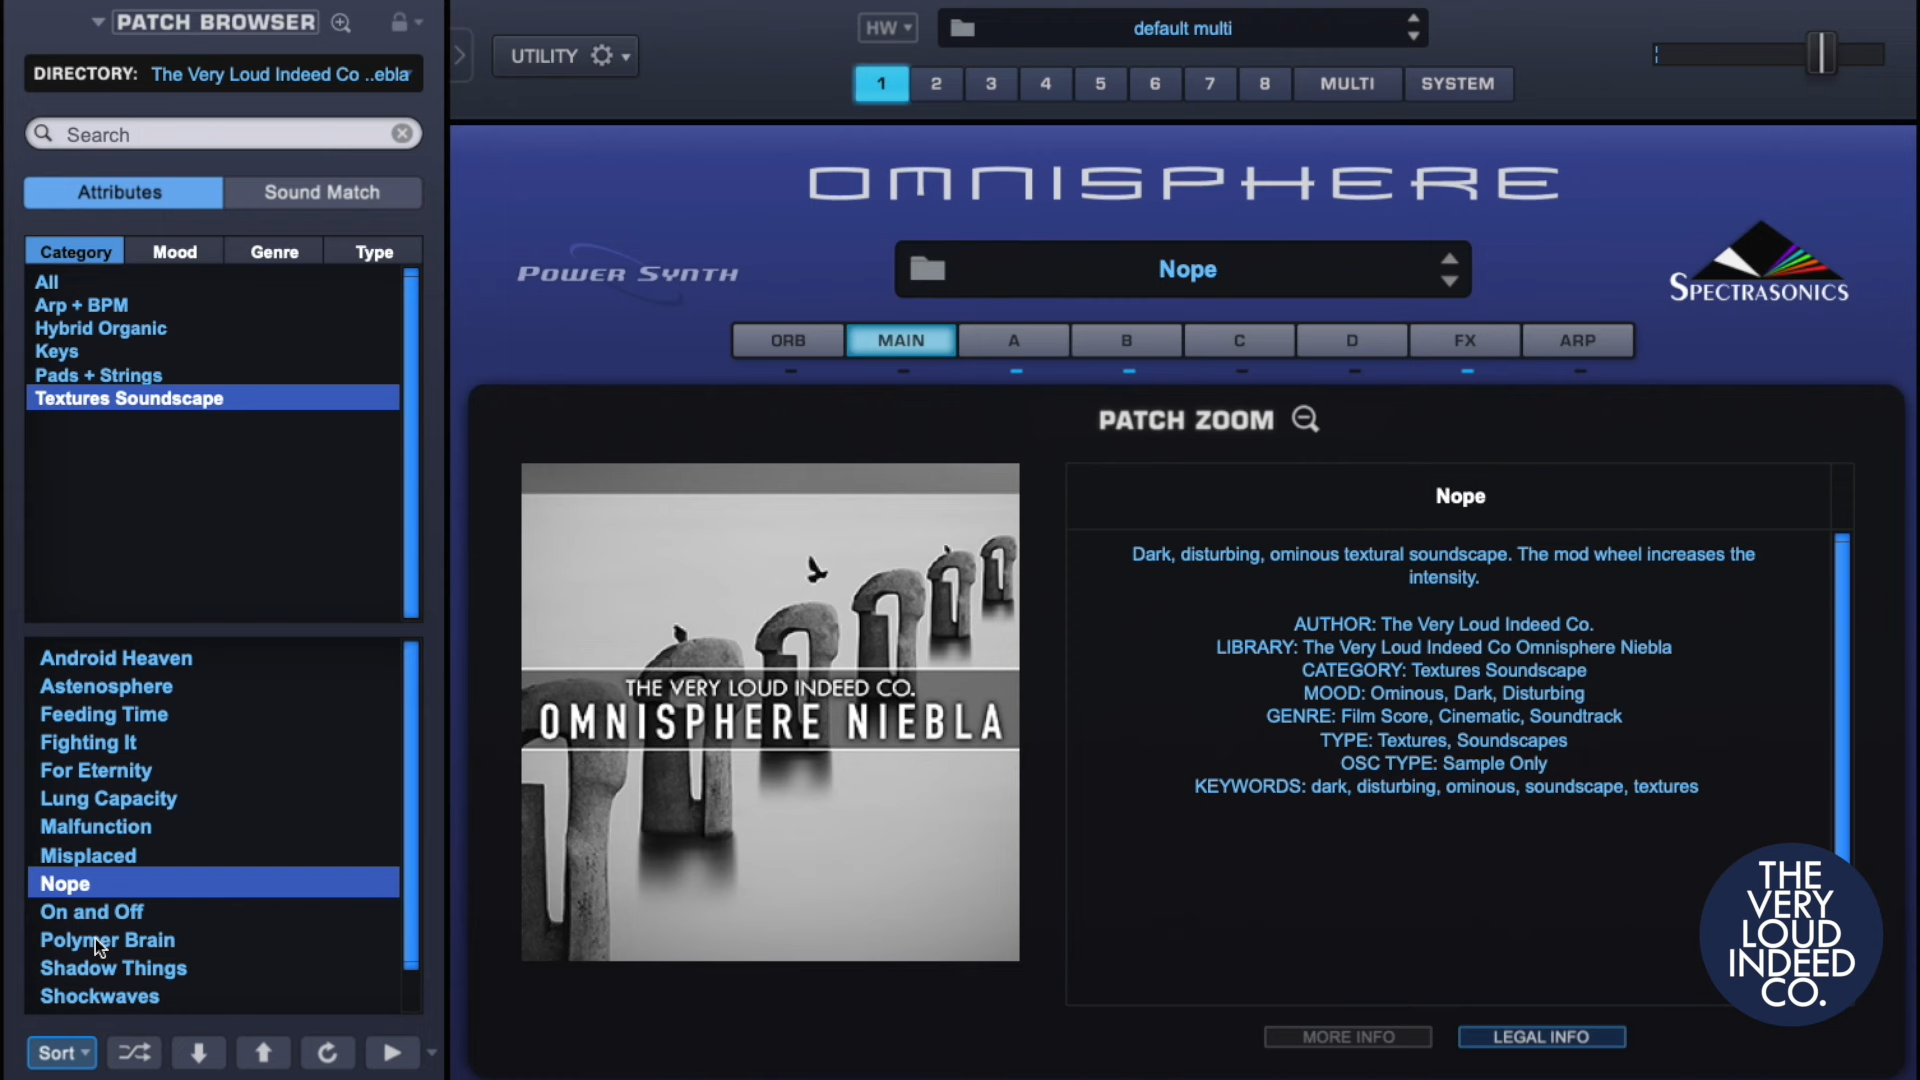 PATCH BROWSER
DIRECTORY: The Very Loud Indeed Co ..ebla
Search
Attributes
Sound Match
Category
Mood
Genre
Type
All
Arp + BPM
Hybrid Organic
Keys
Pads + Strings
Textures Soundscape
Android Heaven
Astenosphere
Feeding Time
Fighting It
For Eternity
Lung Capacity
Malfunction
Misplaced
Nope
On and Off
Polymer Brain
Shadow Things
Shockwaves
Sort
UTILITY
HW
default multi
1
2
3
4
5
6
7
8
MULTI
SYSTEM
OMNISPHERE
POWER SYNTH
Nope
SPECTRASONICS
ORB
MAIN
A
B
C
D
FX
ARP
PATCH ZOOM
THE VERY LOUD INDEED CO.
OMNISPHERE NIEBLA
Nope
Dark, disturbing, ominous textural soundscape. The mod wheel increases the
intensity.
AUTHOR: The Very Loud Indeed Co.
LIBRARY: The Very Loud Indeed Co Omnisphere Niebla
CATEGORY: Textures Soundscape
MOOD: Ominous, Dark, Disturbing
GENRE: Film Score, Cinematic, Soundtrack
TYPE: Textures, Soundscapes
OSC TYPE: Sample Only
KEYWORDS: dark, disturbing, ominous, soundscape, textures
THE
VERY
LOUD
INDEED
CO.
MORE INFO
LEGAL INFO